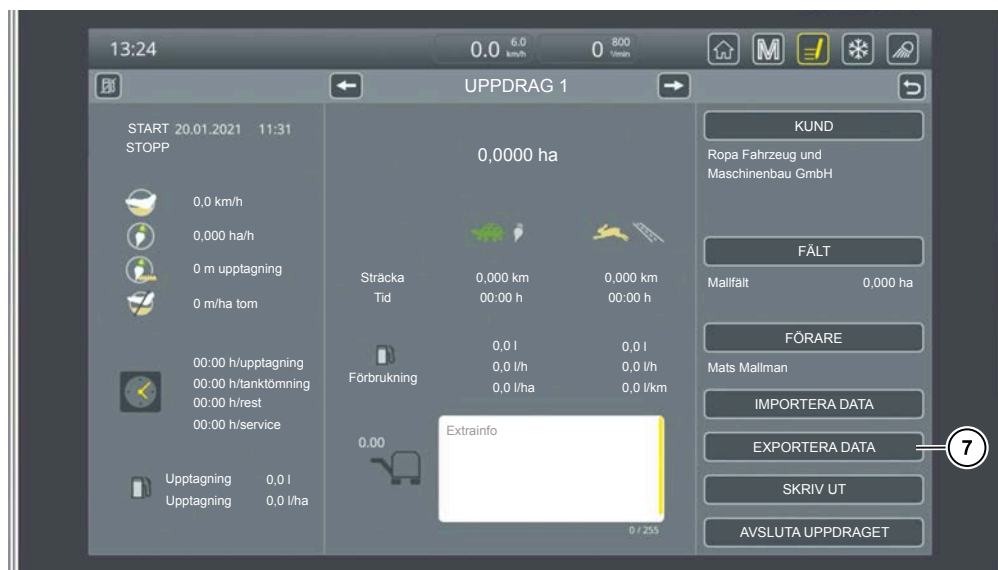 13:24
0.0 6.0 km/h
0 800 1/min
M
UPPDRAG 1
START 20.01.2021 11:31
STOPP
0,0 km/h
0,000 ha/h
0 m upptagning
0 m/ha tom
00:00 h/upptagning
00:00 h/tanktömning
00:00 h/rest
00:00 h/service
Upptagning 0,0 l
Upptagning 0,0 l/ha
0,0000 ha
Sträcka 0,000 km 0,000 km
Tid 00:00 h 00:00 h
0,0 l 0,0 l
Förbrukning 0,0 l/h 0,0 l/h
0,0 l/ha 0,0 l/km
0.00
Extrainfo
0 / 255
KUND
Ropa Fahrzeug und
Maschinenbau GmbH
FÄLT
Mallfält 0,000 ha
FÖRARE
Mats Mallman
IMPORTERA DATA
EXPORTERA DATA
7
SKRIV UT
AVSLUTA UPPDRAGET